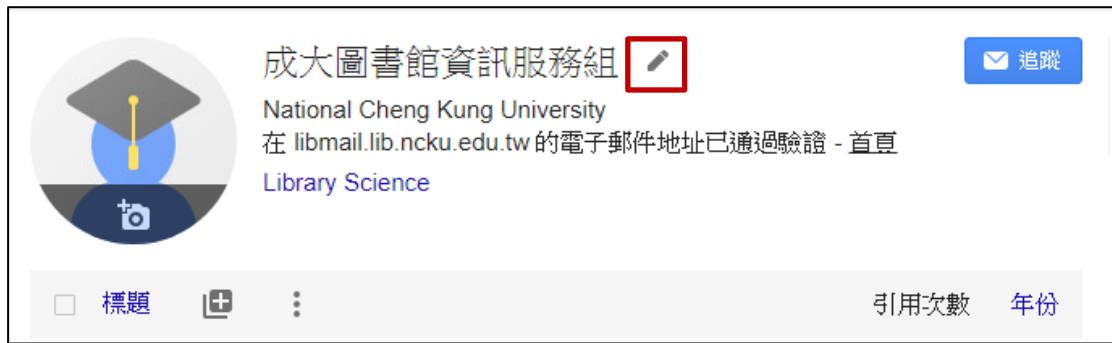 成大圖書館資訊服務組
追蹤
National Cheng Kung University
在 libmail.lib.ncku.edu.tw 的電子郵件地址已通過驗證 - 首頁
Library Science
標題 引用次數 年份